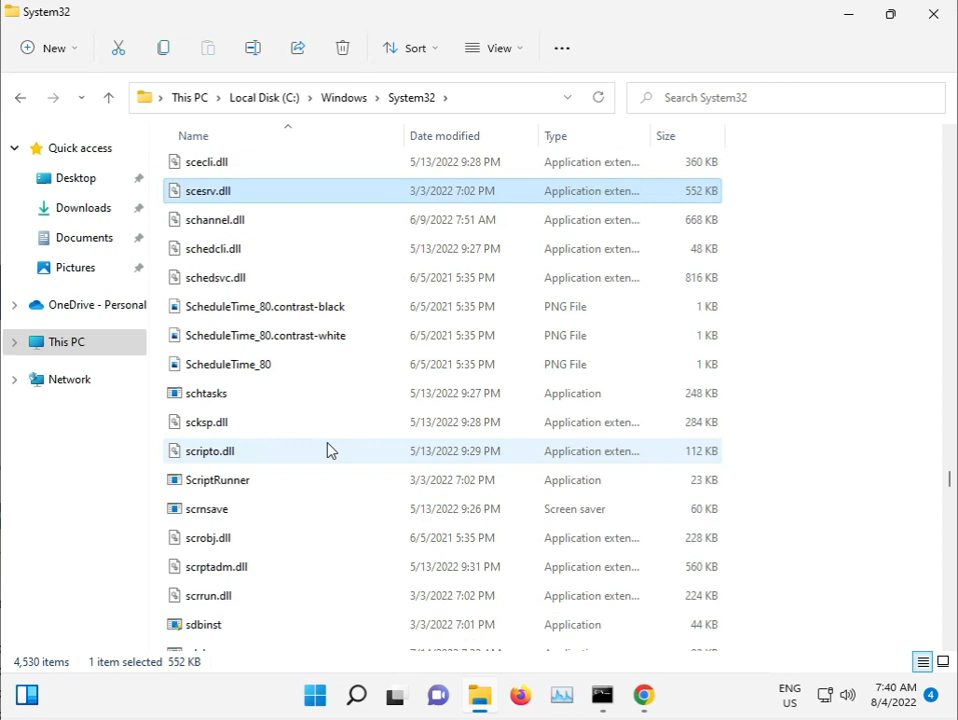 System32
New
Sort
View
This PC
Local Disk (C:)
Windows
System32
Search System32
Name
Date modified
Type
Size
Quick access
Desktop
Downloads
Documents
Pictures
OneDrive - Personal
This PC
Network
scecli.dll 5/13/2022 9:28 PM Application exten... 360 KB
scesrv.dll 3/3/2022 7:02 PM Application exten... 552 KB
schannel.dll 6/9/2022 7:51 AM Application exten... 668 KB
schedcli.dll 5/13/2022 9:27 PM Application exten... 48 KB
schedsvc.dll 6/5/2021 5:35 PM Application exten... 816 KB
ScheduleTime_80.contrast-black 6/5/2021 5:35 PM PNG File 1 KB
ScheduleTime_80.contrast-white 6/5/2021 5:35 PM PNG File 1 KB
ScheduleTime_80 6/5/2021 5:35 PM PNG File 1 KB
schtasks 5/13/2022 9:27 PM Application 248 KB
scksp.dll 5/13/2022 9:28 PM Application exten... 284 KB
scripto.dll 5/13/2022 9:29 PM Application exten... 112 KB
ScriptRunner 3/3/2022 7:02 PM Application 23 KB
scrnsave 5/13/2022 9:26 PM Screen saver 60 KB
scrobj.dll 6/5/2021 5:35 PM Application exten... 228 KB
scrptadm.dll 5/13/2022 9:31 PM Application exten... 560 KB
scrrun.dll 3/3/2022 7:02 PM Application exten... 224 KB
sdbinst 3/3/2022 7:01 PM Application 44 KB
4,530 items 1 item selected 552 KB
ENG
US
7:40 AM
8/4/2022
4